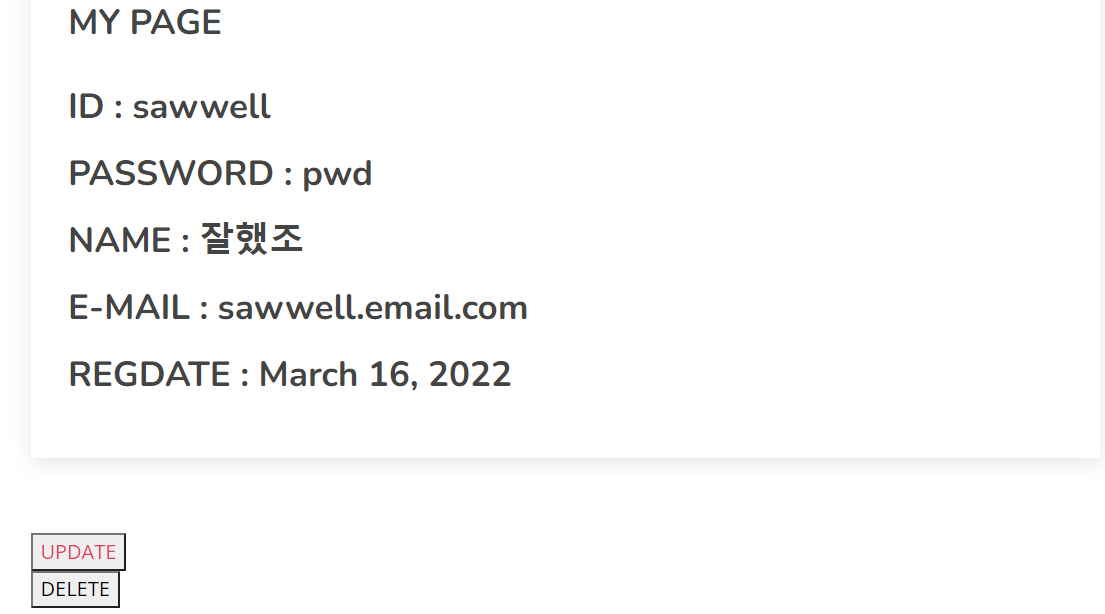 MY PAGE
ID : sawwell
PASSWORD : pwd
NAME : 잘했조
E-MAIL : sawwell.email.com
REGDATE : March 16, 2022
UPDATE
DELETE